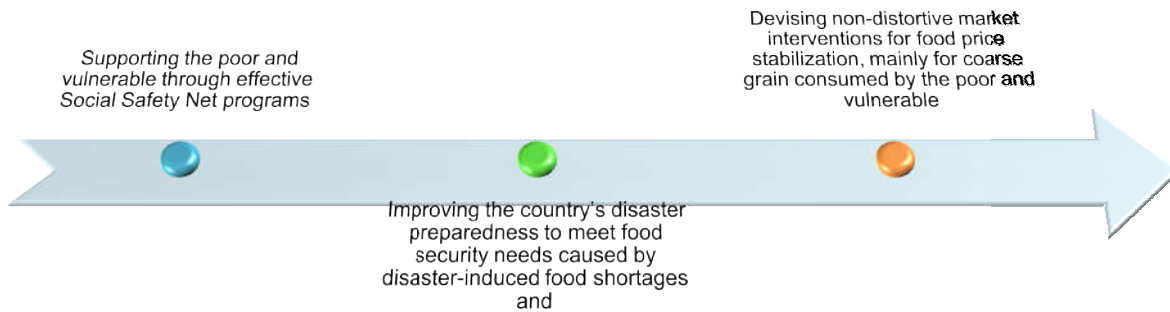 Supporting the poor and
vulnerable through effective
Social Safety Net programs
Improving the country's disaster
preparedness to meet food
security needs caused by
disaster-induced food shortages
and
Devising non-distortive market
interventions for food price
stabilization, mainly for coarse
grain consumed by the poor and
vulnerable